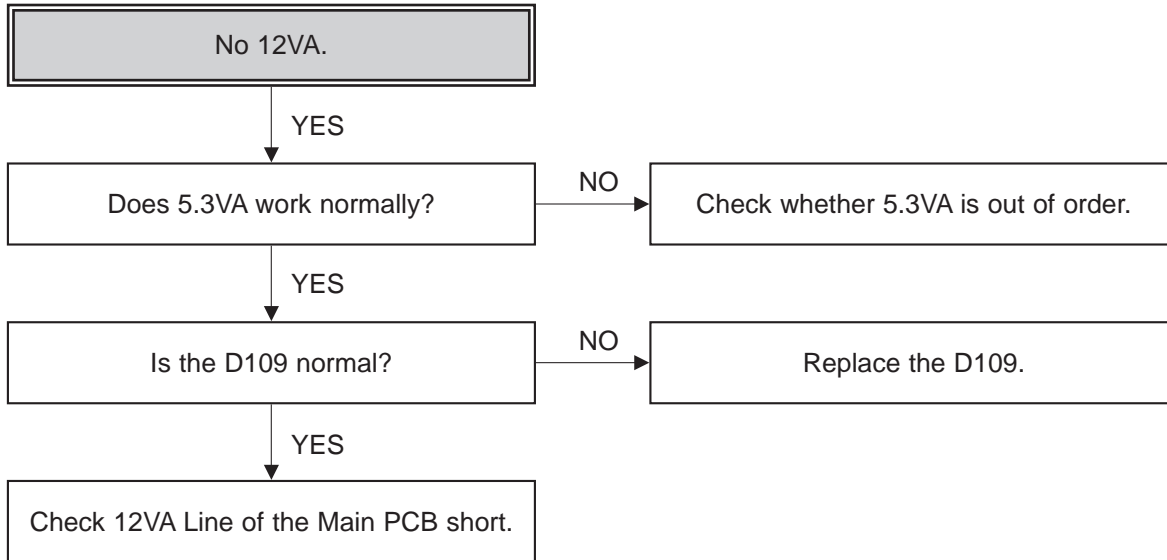 No 12VA.
YES
Does 5.3VA work normally?
NO
Check whether 5.3VA is out of order.
YES
Is the D109 normal?
NO
Replace the D109.
YES
Check 12VA Line of the Main PCB short.